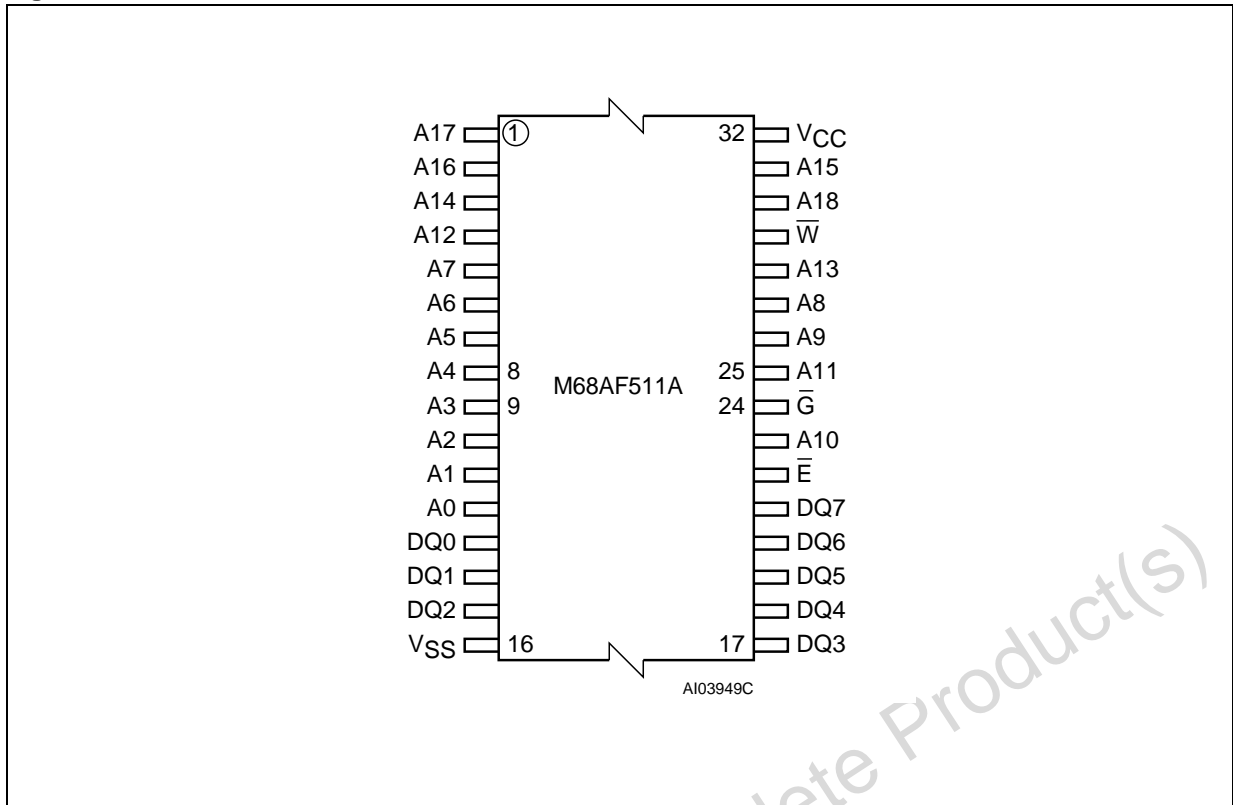 A17 1 32 VCC
A16 A15
A14 A18
A12 W̅
A7 A13
A6 A8
A5 A9
A4 8 25 A11
M68AF511A
A3 9 24 G̅
A2 A10
A1 E̅
A0 DQ7
DQ0 DQ6
DQ1 DQ5
DQ2 DQ4
VSS 16 17 DQ3
AI03949C
Product(s)